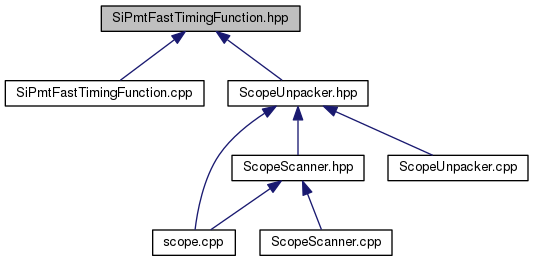 SiPmtFastTimingFunction.hpp
SiPmtFastTimingFunction.cpp
ScopeUnpacker.hpp
ScopeScanner.hpp
ScopeUnpacker.cpp
scope.cpp
ScopeScanner.cpp